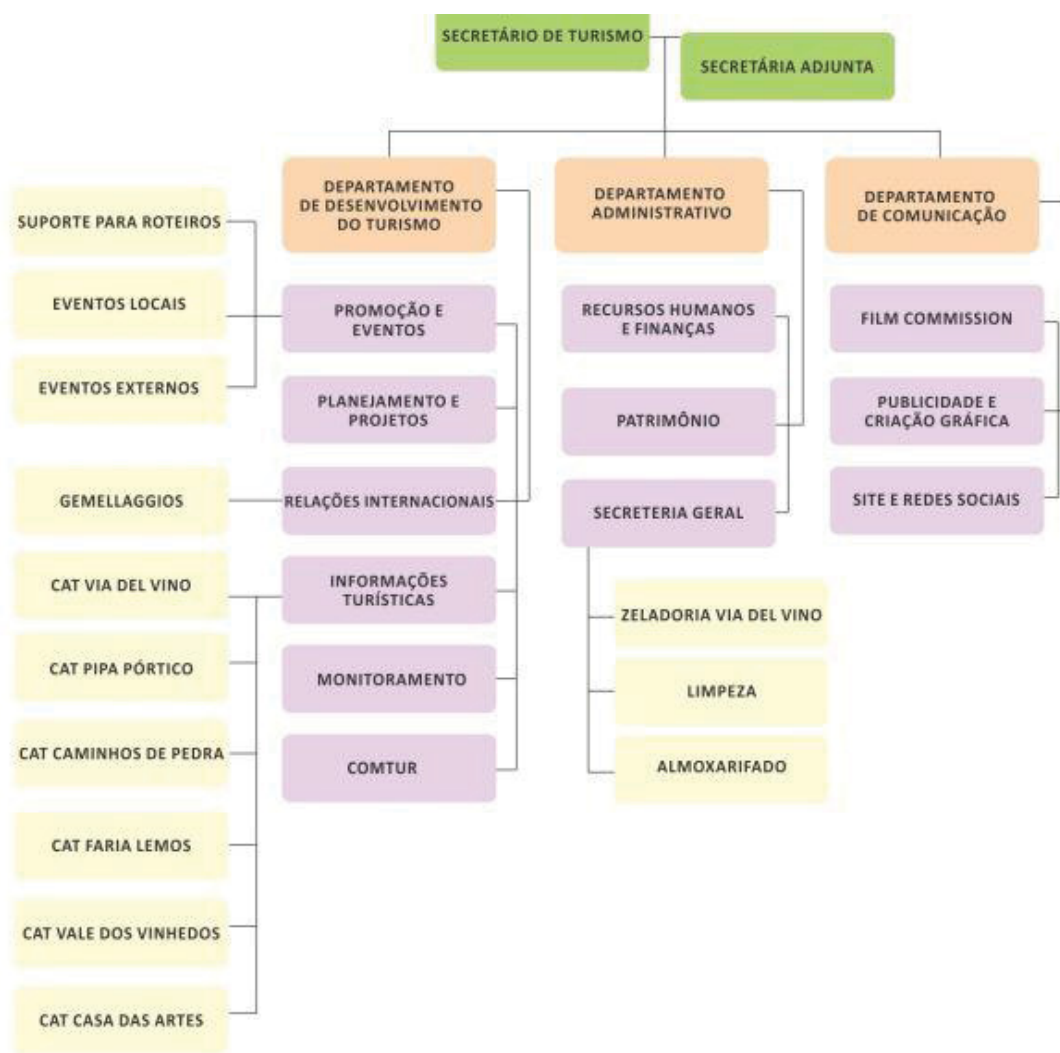 SECRETÁRIO DE TURISMO
SECRETÁRIA ADJUNTA
DEPARTAMENTO
DE DESENVOLVIMENTO
DO TURISMO
DEPARTAMENTO
ADMINISTRATIVO
DEPARTAMENTO
DE COMUNICAÇÃO
SUPORTE PARA ROTEIROS
EVENTOS LOCAIS
EVENTOS EXTERNOS
GEMELLAGGIOS
CAT VIA DEL VINO
CAT PIPA PÓRTICO
CAT CAMINHOS DE PEDRA
CAT FARIA LEMOS
CAT VALE DOS VINHEDOS
CAT CASA DAS ARTES
PROMOÇÃO E
EVENTOS
PLANEJAMENTO E
PROJETOS
RELAÇÕES INTERNACIONAIS
INFORMAÇÕES
TURÍSTICAS
MONITORAMENTO
COMTUR
RECURSOS HUMANOS
E FINANÇAS
PATRIMÔNIO
SECRETERIA GERAL
ZELADORIA VIA DEL VINO
LIMPEZA
ALMOXARIFADO
FILM COMMISSION
PUBLICIDADE E
CRIAÇÃO GRÁFICA
SITE E REDES SOCIAIS